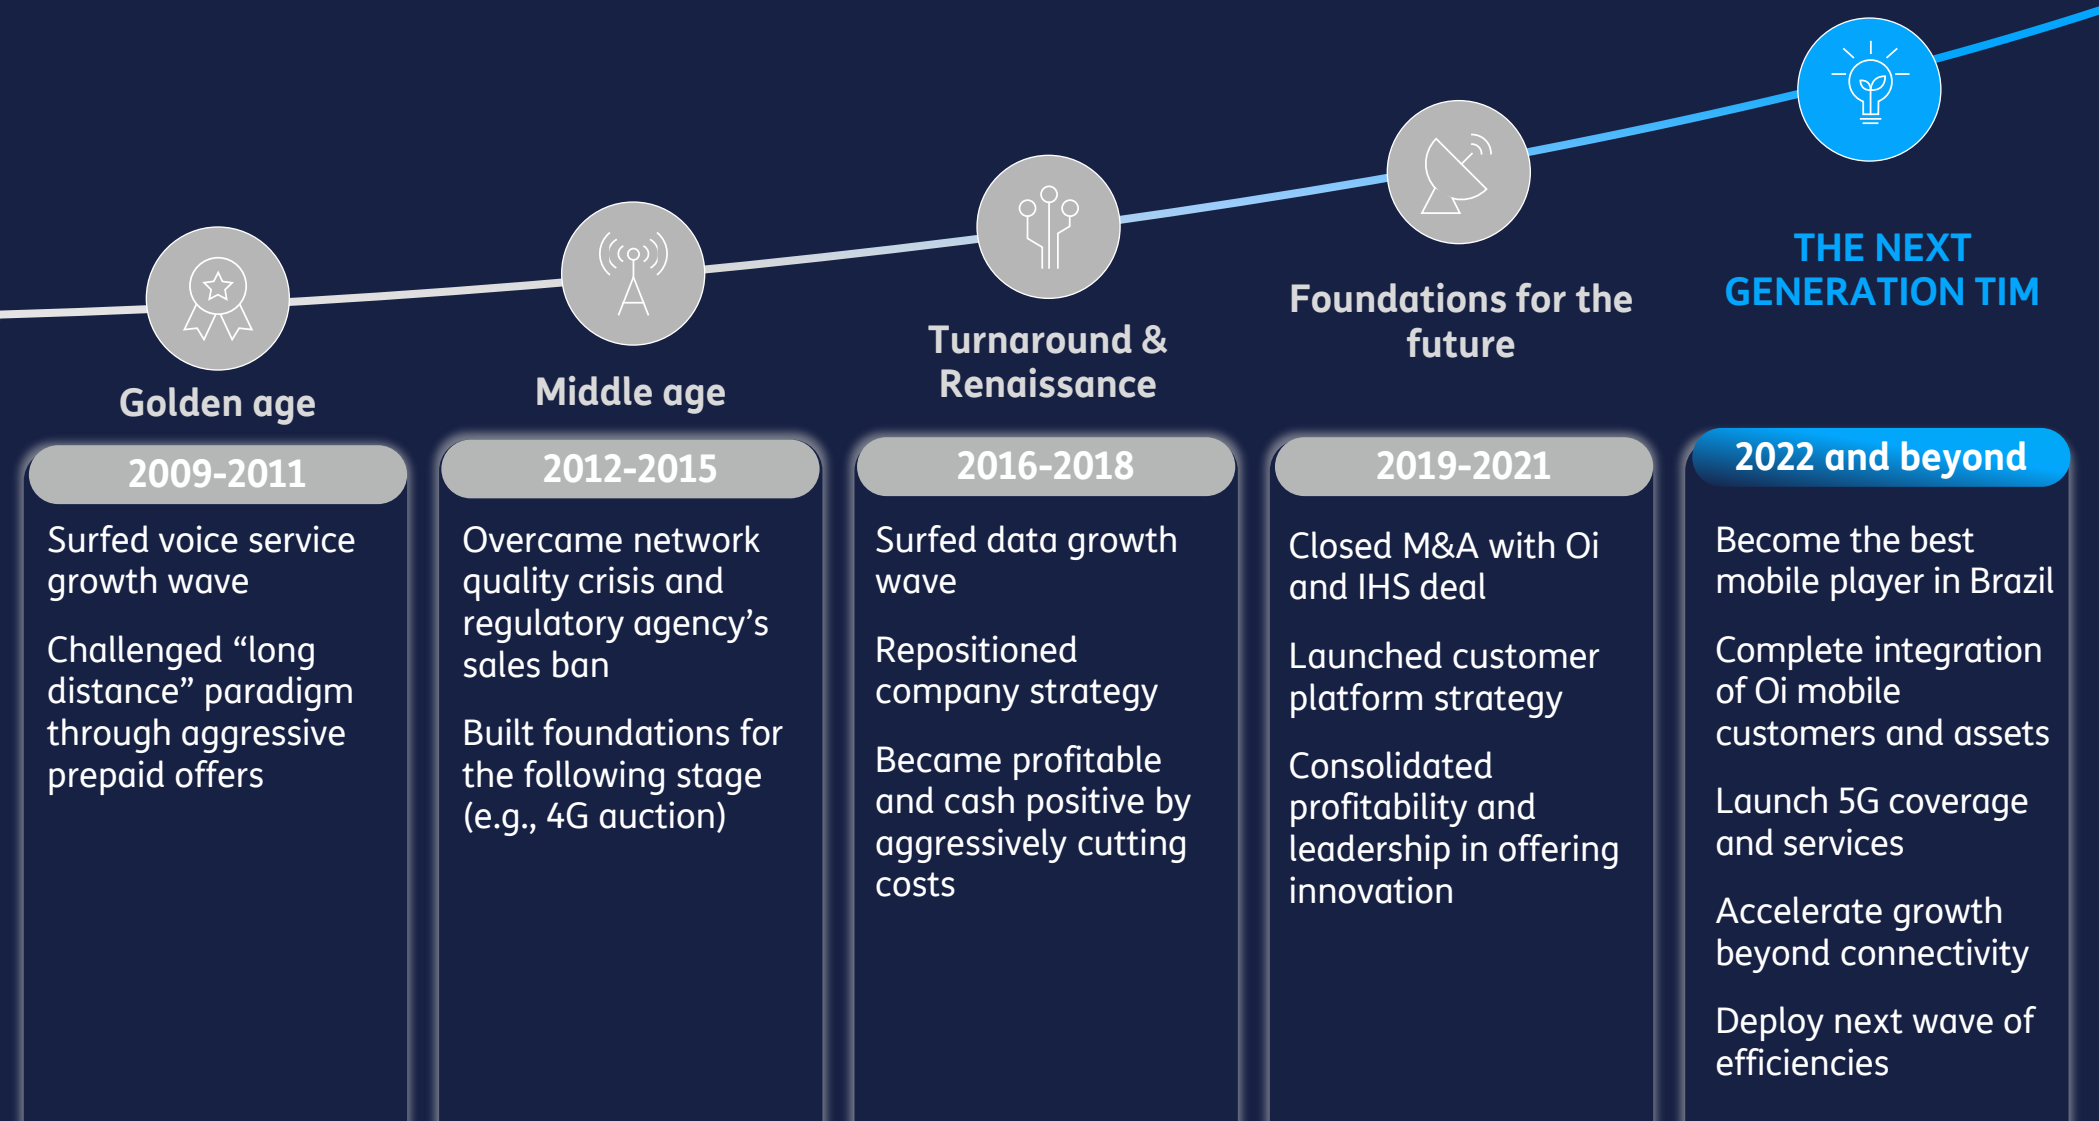 Golden age
2009-2011
Surfed voice service
growth wave
Challenged “long
distance” paradigm
through aggressive
prepaid offers
Middle age
2012-2015
Overcame network
quality crisis and
regulatory agency’s
sales ban
Built foundations for
the following stage
(e.g., 4G auction)
Turnaround &
Renaissance
2016-2018
Surfed data growth
wave
Repositioned
company strategy
Became profitable
and cash positive by
aggressively cutting
costs
Foundations for the
future
2019-2021
Closed M&A with Oi
and IHS deal
Launched customer
platform strategy
Consolidated
profitability and
leadership in offering
innovation
THE NEXT
GENERATION TIM
2022 and beyond
Become the best
mobile player in Brazil
Complete integration
of Oi mobile
customers and assets
Launch 5G coverage
and services
Accelerate growth
beyond connectivity
Deploy next wave of
efficiencies